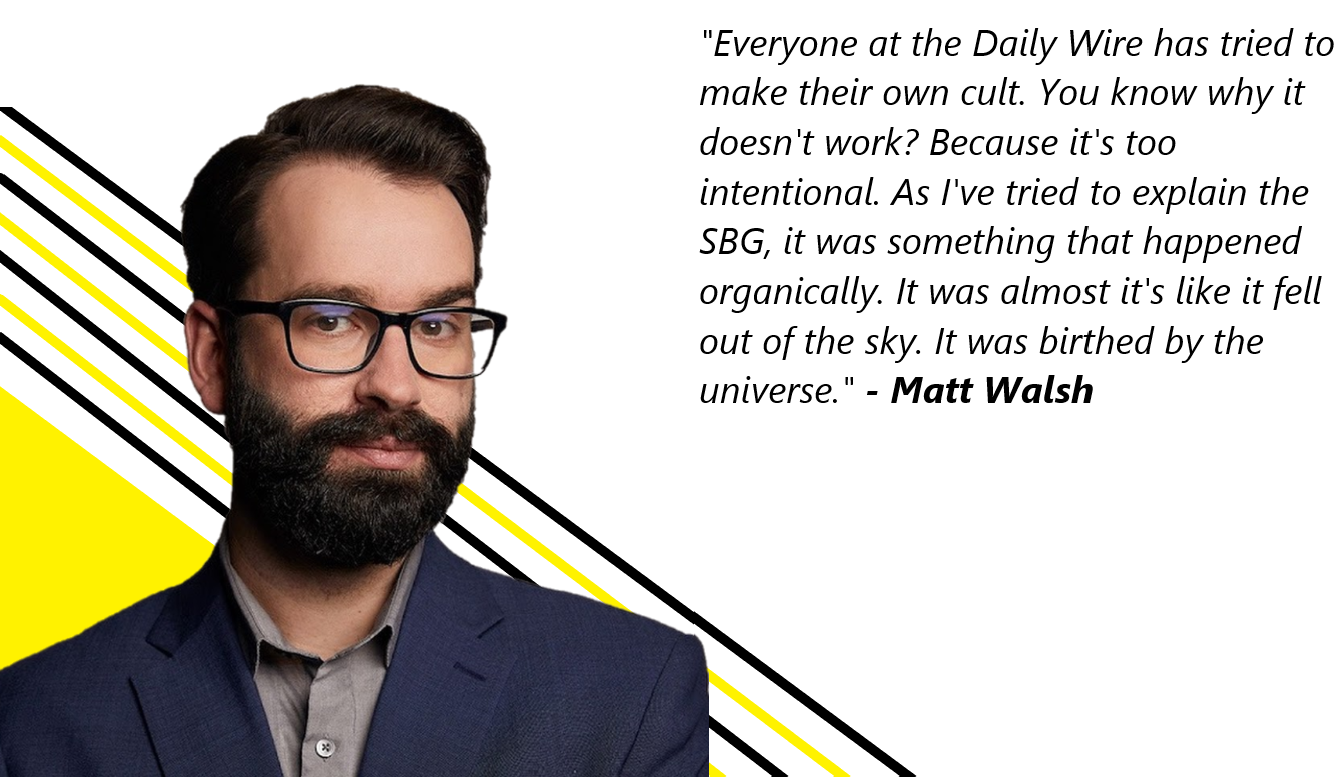 "Everyone at the Daily Wire has tried to
make their own cult. You know why it
doesn't work? Because it's too
intentional. As I've tried to explain the
SBG, it was something that happened
organically. It was almost it's like it fell
out of the sky. It was birthed by the
universe." - Matt Walsh